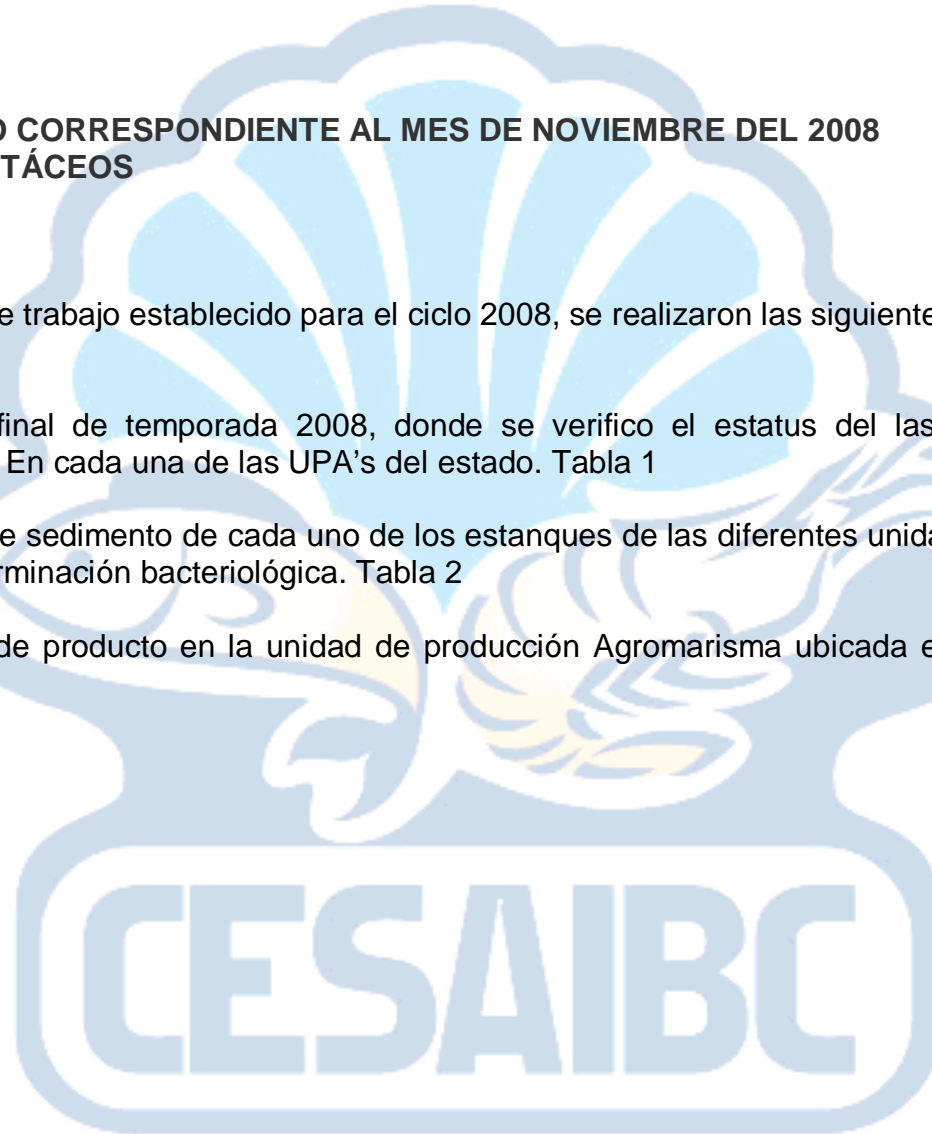 O CORRESPONDIENTE AL MES DE NOVIEMBRE DEL 2008
TÁCEOS
e trabajo establecido para el ciclo 2008, se realizaron las siguiente
final de temporada 2008, donde se verifico el estatus del las
En cada una de las UPA’s del estado. Tabla 1
e sedimento de cada uno de los estanques de las diferentes unida
rminación bacteriológica. Tabla 2
de producto en la unidad de producción Agromarisma ubicada e
CESAIBC